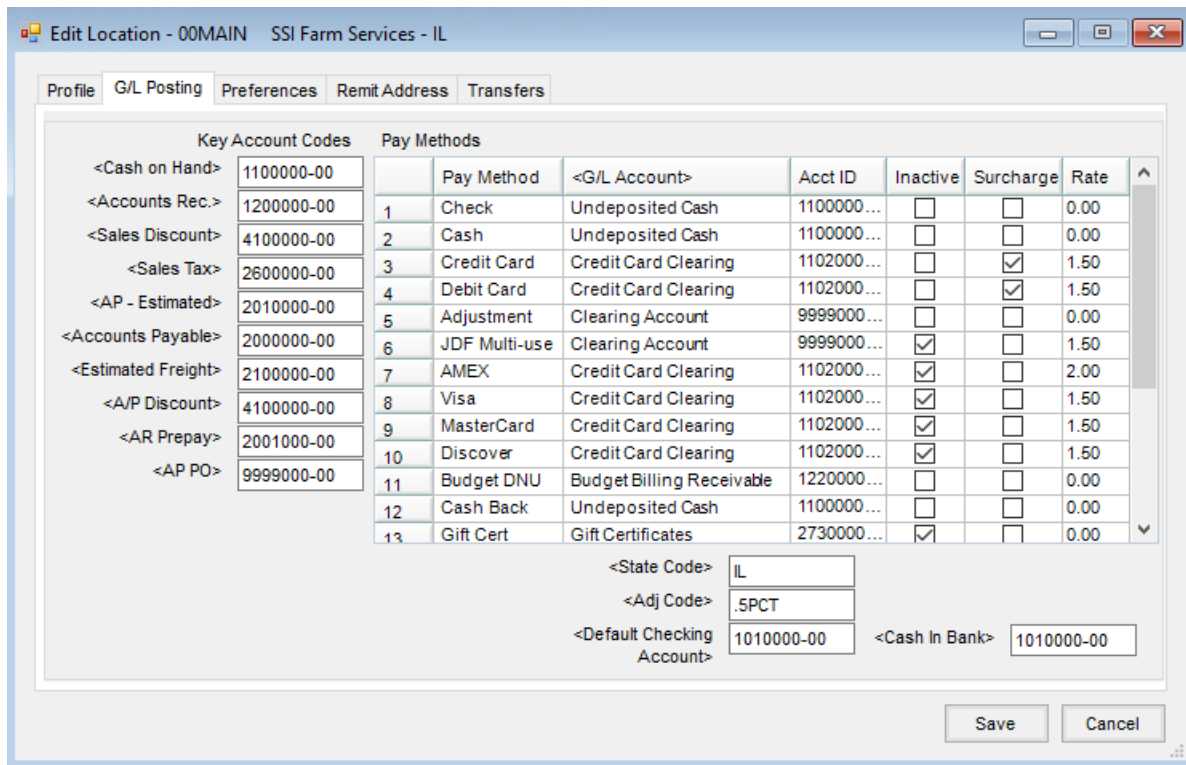 Edit Location - 00MAIN SSI Farm Services - IL
Profile G/L Posting Preferences Remit Address Transfers
Key Account Codes
<Cash on Hand> 1100000-00
<Accounts Rec.> 1200000-00
<Sales Discount> 4100000-00
<Sales Tax> 2600000-00
<AP - Estimated> 2010000-00
<Accounts Payable> 2000000-00
<Estimated Freight> 2100000-00
<A/P Discount> 4100000-00
<AR Prepay> 2001000-00
<AP PO> 9999000-00
Pay Methods
Pay Method <G/L Account> Acct ID Inactive Surcharge Rate
1 Check Undeposited Cash 1100000... 0.00
2 Cash Undeposited Cash 1100000... 0.00
3 Credit Card Credit Card Clearing 1102000... 1.50
4 Debit Card Credit Card Clearing 1102000... 1.50
5 Adjustment Clearing Account 9999000... 0.00
6 JDF Multi-use Clearing Account 9999000... 1.50
7 AMEX Credit Card Clearing 1102000... 2.00
8 Visa Credit Card Clearing 1102000... 1.50
9 MasterCard Credit Card Clearing 1102000... 1.50
10 Discover Credit Card Clearing 1102000... 1.50
11 Budget DNU Budget Billing Receivable 1220000... 0.00
12 Cash Back Undeposited Cash 1100000... 0.00
13 Gift Cert Gift Certificates 2730000... 0.00
<State Code> IL
<Adj Code> .5PCT
<Default Checking Account> 1010000-00 <Cash In Bank> 1010000-00
Save Cancel